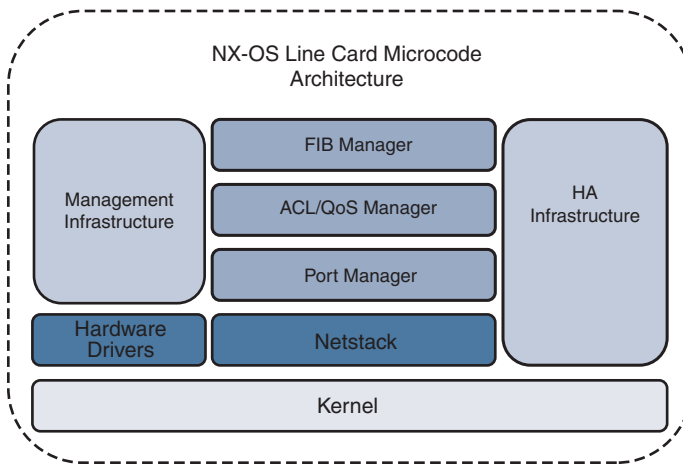 NX-OS Line Card Microcode
Architecture
FIB Manager
Management
Infrastructure
ACL/QoS Manager
HA
Infrastructure
Port Manager
Hardware
Drivers
Netstack
Kernel